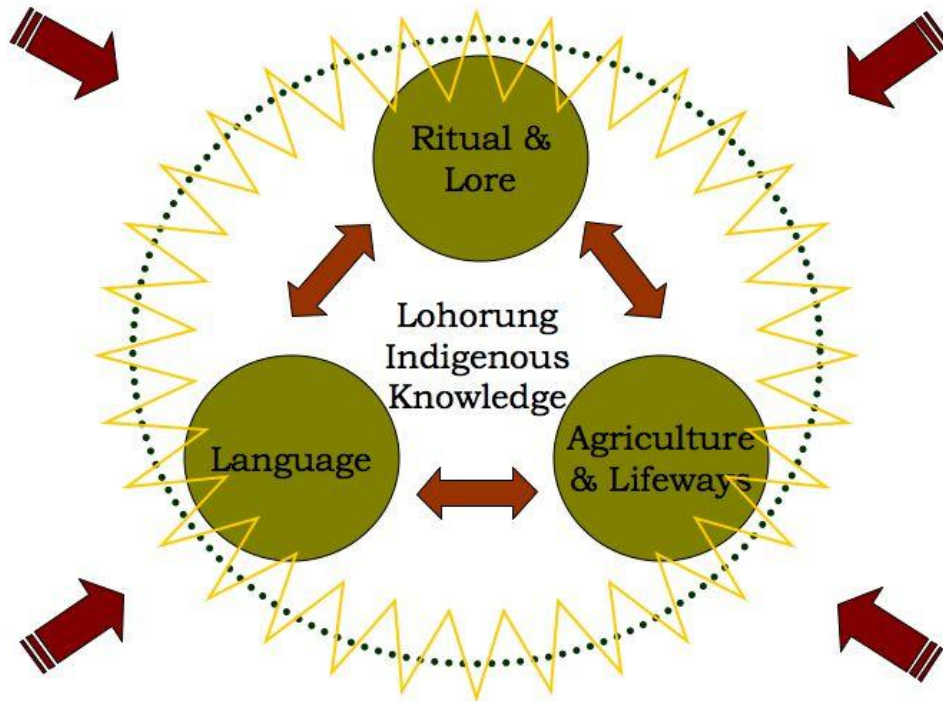 Ritual &
Lore
Lohorung
Indigenous
Knowledge
Language
Agriculture
& Lifeways